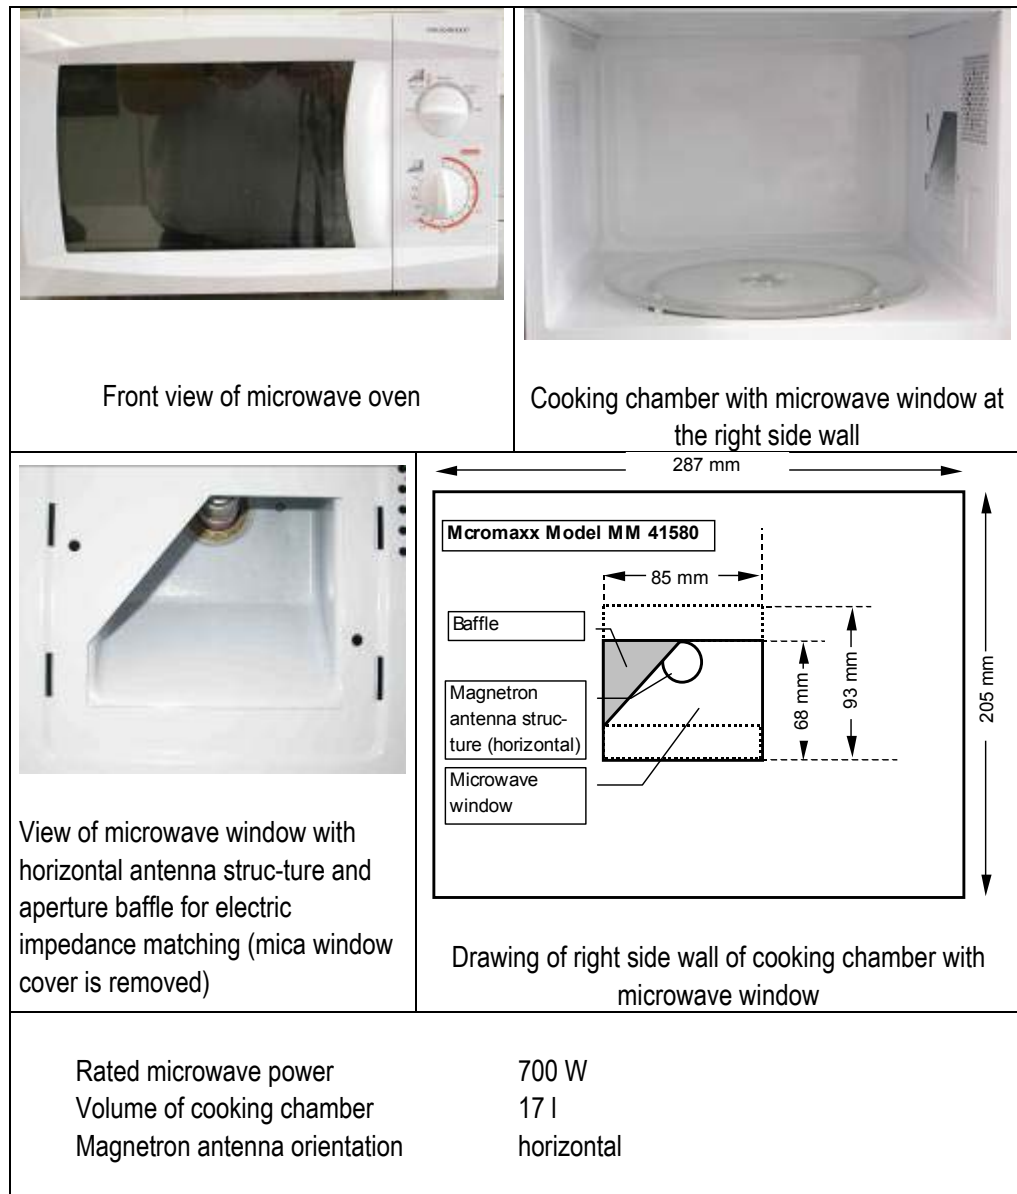 Front view of microwave oven
Cooking chamber with microwave window at
the right side wall
View of microwave window with
horizontal antenna struc-ture and
aperture baffle for electric
impedance matching (mica window
cover is removed)
287 mm
Mcromaxx Model MM 41580
85 mm
Baffle
Magnetron
antenna struc-
ture (horizontal)
Microwave
window
68 mm
93 mm
205 mm
Drawing of right side wall of cooking chamber with
microwave window
Rated microwave power 700 W
Volume of cooking chamber 17 l
Magnetron antenna orientation horizontal